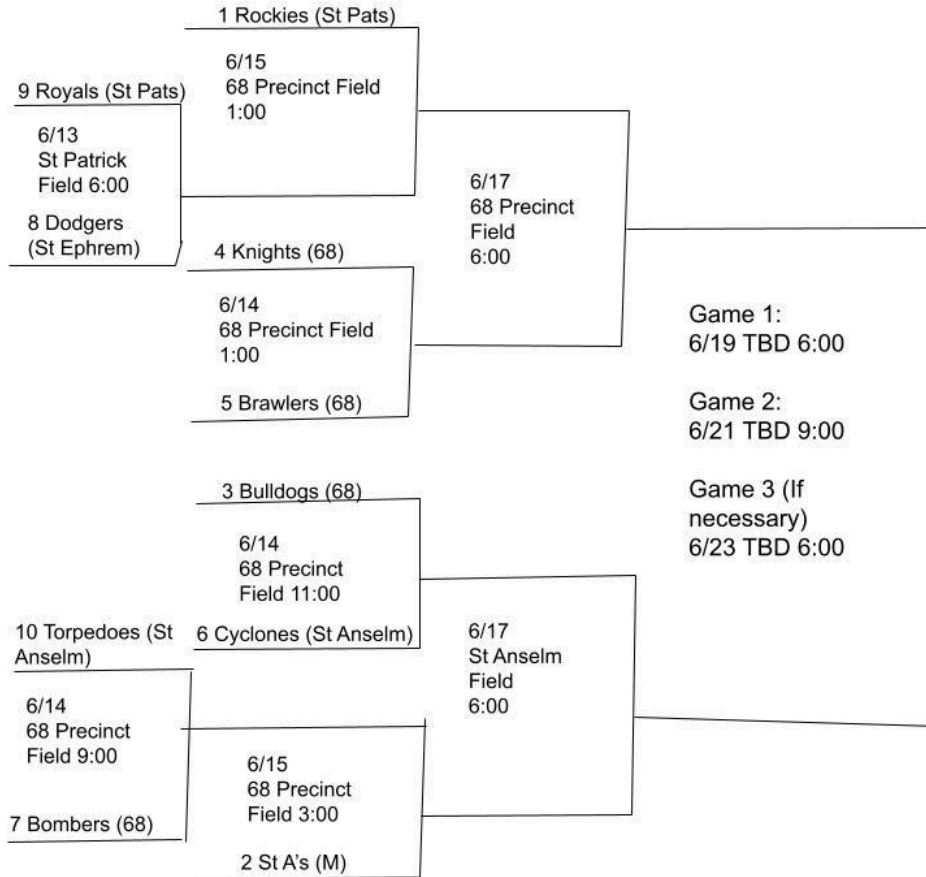 1 Rockies (St Pats)
6/15
68 Precinct Field
1:00
9 Royals (St Pats)
6/13
St Patrick
Field 6:00
8 Dodgers
(St Ephrem)
4 Knights (68)
6/14
68 Precinct Field
1:00
5 Brawlers (68)
6/17
68 Precinct
Field
6:00
3 Bulldogs (68)
6/14
68 Precinct
Field 11:00
6 Cyclones (St Anselm)
10 Torpedoes (St
Anselm)
6/14
68 Precinct
Field 9:00
7 Bombers (68)
6/15
68 Precinct
Field 3:00
2 St A's (M)
6/17
St Anselm
Field
6:00
Game 1:
6/19 TBD 6:00
Game 2:
6/21 TBD 9:00
Game 3 (If
necessary)
6/23 TBD 6:00